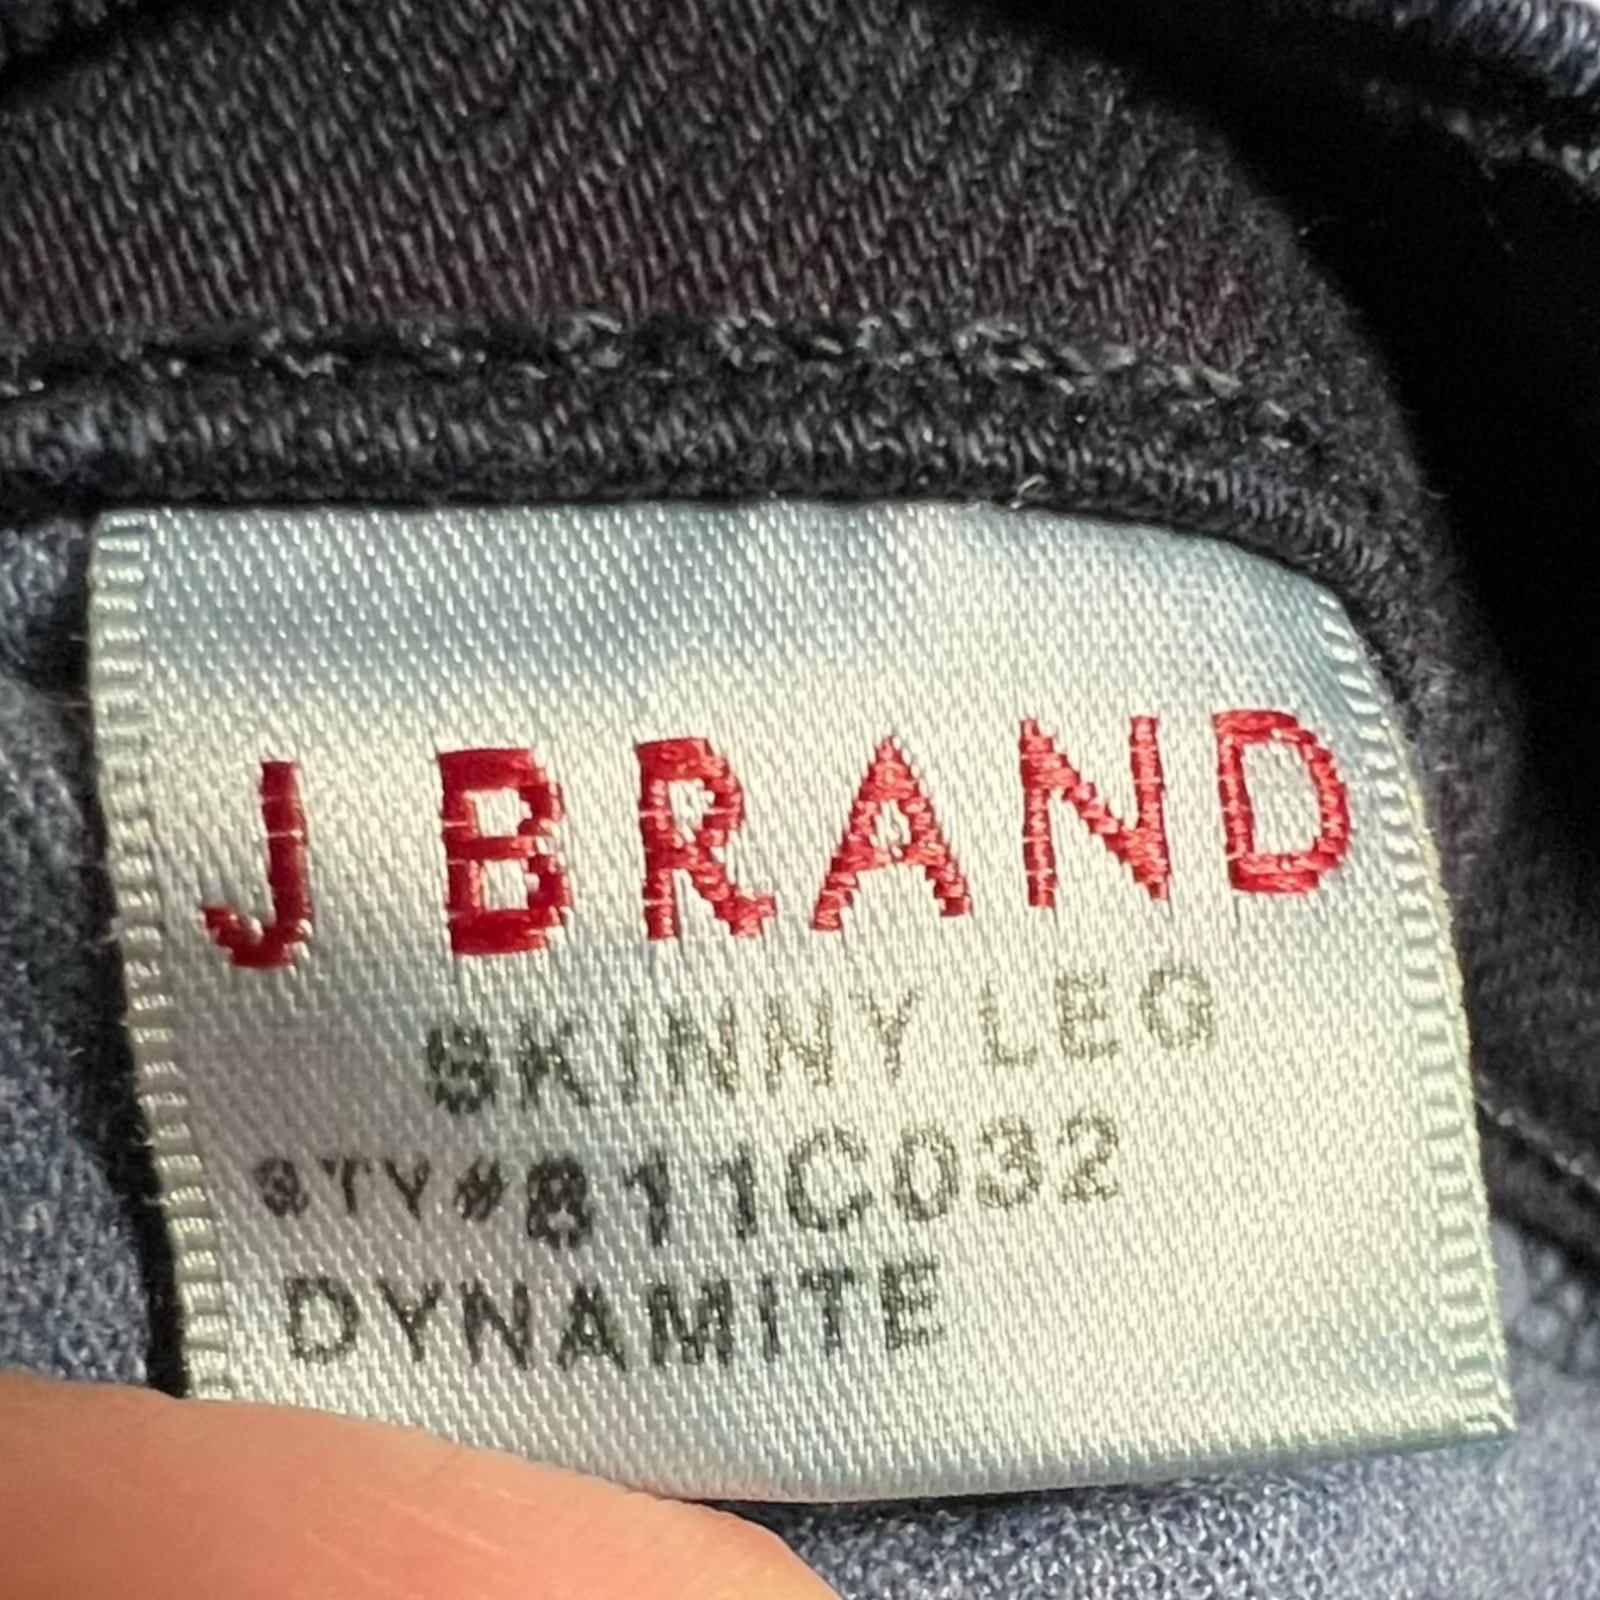 J BRAND
SKINNY LEG
STY#811C032
DYNAMITE